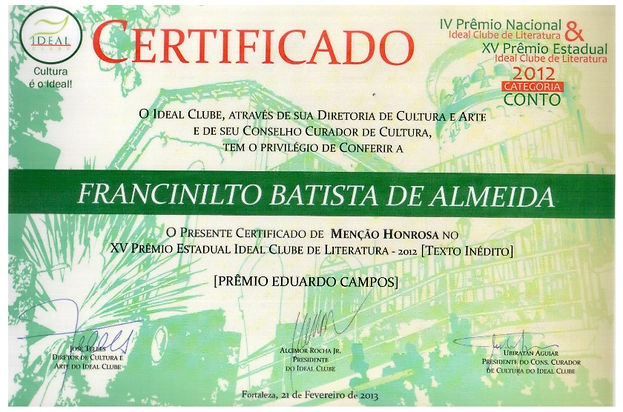 IDEAL
CLUBE
Cultura
é o Ideal!
CERTIFICADO
IV Prêmio Nacional
Ideal Clube de Literatura
&
XV Prêmio Estadual
Ideal Clube de Literatura
2012
CATEGORIA
CONTO
O IDEAL CLUBE, ATRAVÉS DE SUA DIRETORIA DE CULTURA E ARTE
E DE SEU CONSELHO CURADOR DE CULTURA,
TEM O PRIVILÉGIO DE CONFERIR A
FRANCINILTO BATISTA DE ALMEIDA
O PRESENTE CERTIFICADO DE MENÇÃO HONROSA NO
XV PRÊMIO ESTADUAL IDEAL CLUBE DE LITERATURA - 2012 [TEXTO INÉDITO]
[PRÊMIO EDUARDO CAMPOS]
JOSÉ TELLES
DIRETOR DE CULTURA E
ARTE DO IDEAL CLUBE
ALCIMOR ROCHA JR.
PRESIDENTE
DO IDEAL CLUBE
UBIRATAN AGUIAR
PRESIDENTE DO CONS. CURADOR
DE CULTURA DO IDEAL CLUBE
Fortaleza, 21 de Fevereiro de 2013